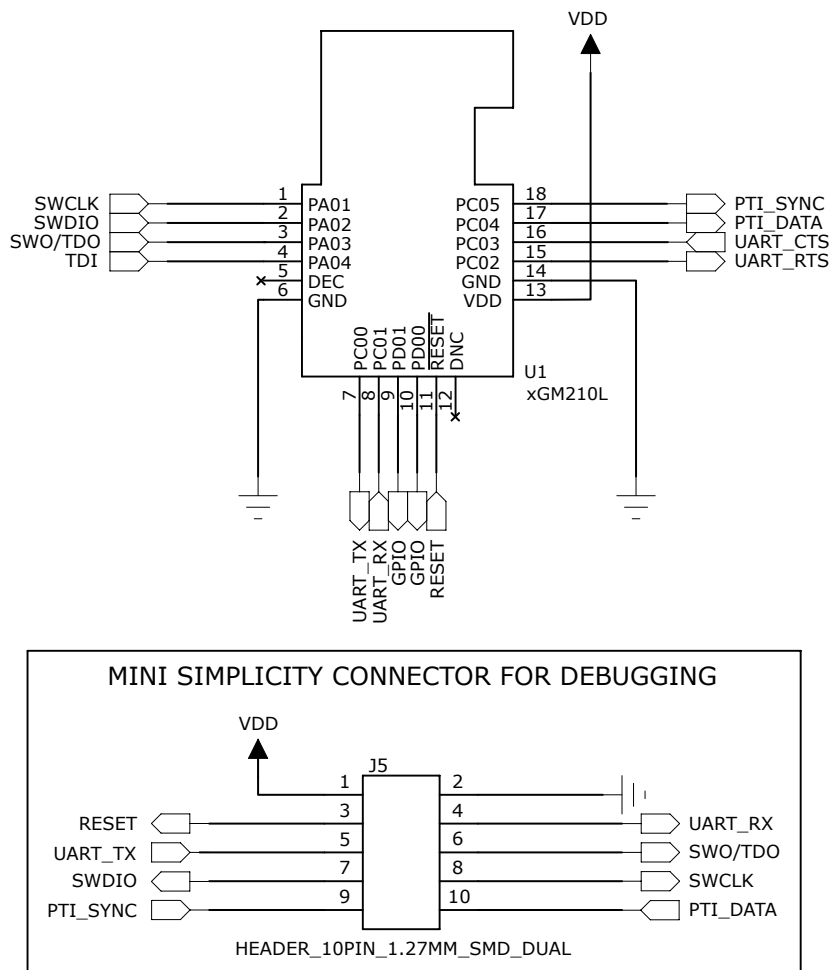 VDD
SWCLK 1 PA01 PC05 18 PTI_SYNC
SWDIO 2 PA02 PC04 17 PTI_DATA
SWO/TDO 3 PA03 PC03 16 UART_CTS
TDI 4 PA04 PC02 15 UART_RTS
5 DEC GND 14
6 GND VDD 13
PC00 PC01 PD01 PD00 RESET DNC
U1
xGM210L
7 8 9 10 11 12
UART_TX UART_RX GPIO GPIO RESET
MINI SIMPLICITY CONNECTOR FOR DEBUGGING
VDD
J5
1 2
RESET 3 4 UART_RX
UART_TX 5 6 SWO/TDO
SWDIO 7 8 SWCLK
PTI_SYNC 9 10 PTI_DATA
HEADER_10PIN_1.27MM_SMD_DUAL